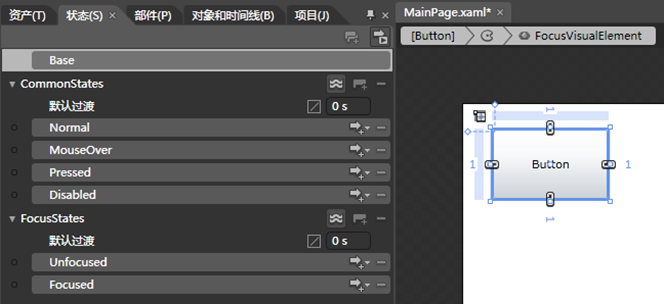 资产(T) 状态(S) 部件(P) 对象和时间线(B) 项目(J)
Base
CommonStates
默认过渡 0 s
Normal
MouseOver
Pressed
Disabled
FocusStates
默认过渡 0 s
Unfocused
Focused
MainPage.xaml*
[Button] FocusVisualElement
1
1 Button 1
1